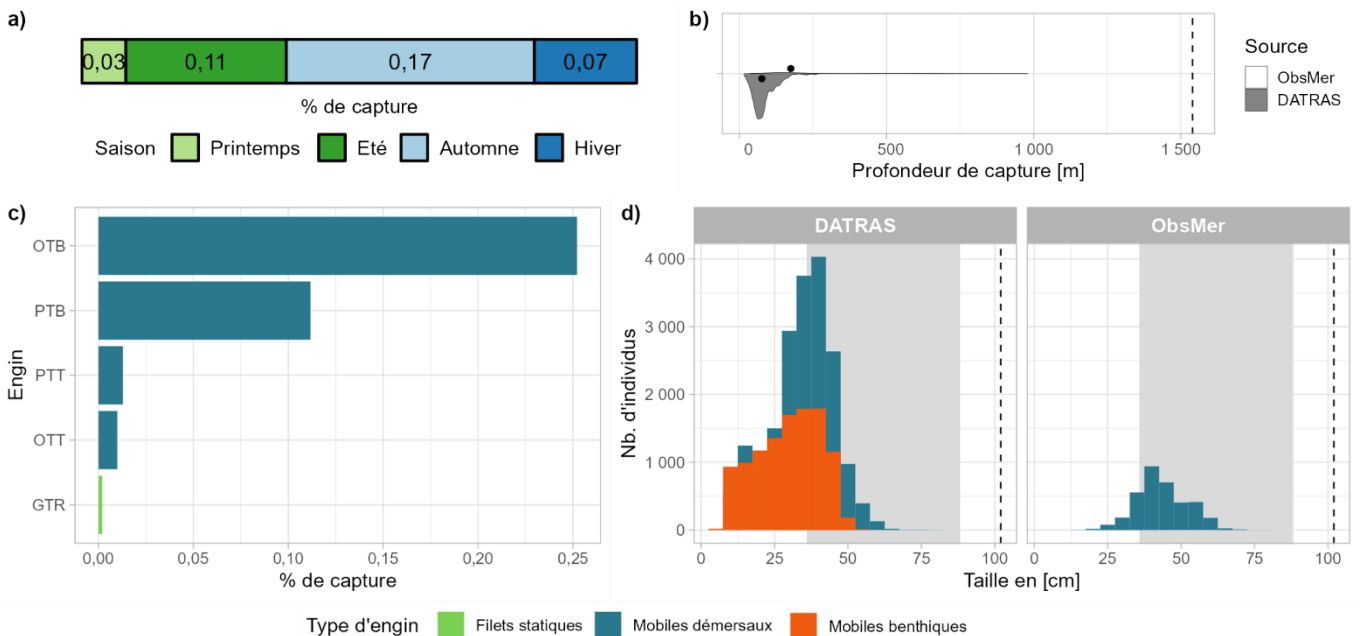 a)
0,03 0,11 0,17 0,07
% de capture
Saison Printemps Eté Automne Hiver
b)
0 500 1 000 1 500
Profondeur de capture [m]
Source
ObsMer
DATRAS
c)
Engin
OTB
PTB
PTT
OTT
GTR
0,00 0,05 0,10 0,15 0,20 0,25
% de capture
d)
DATRAS ObsMer
Nb. d'individus
4 000
3 000
2 000
1 000
0
0 25 50 75 100 0 25 50 75 100
Taille en [cm]
Type d'engin Filets statiques Mobiles démersaux Mobiles benthiques